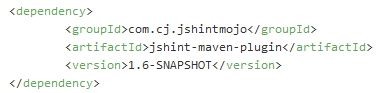 <dependency>
<groupId>com.cj.jshintmojo</groupId>
<artifactId>jshint-maven-plugin</artifactId>
<version>1.6-SNAPSHOT</version>
</dependency>